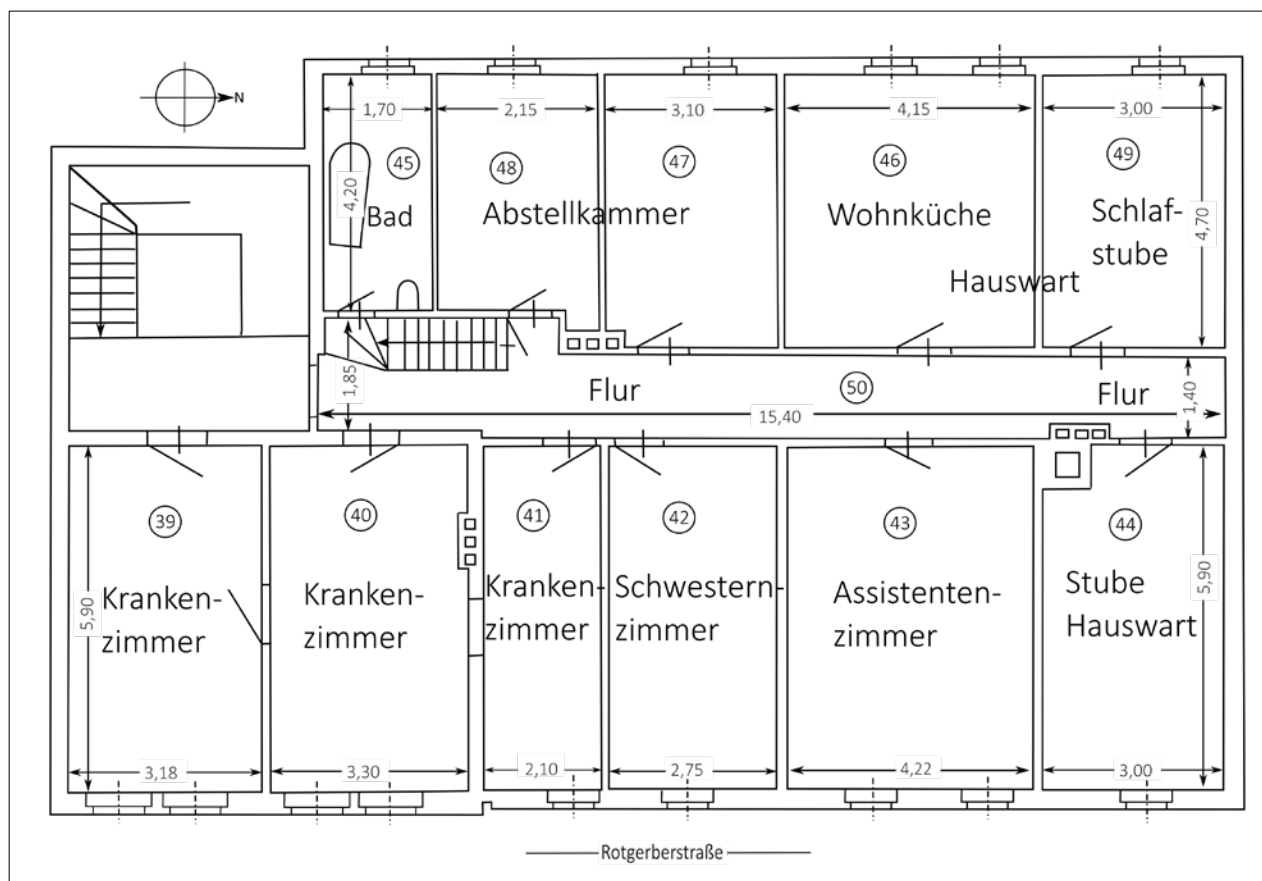 N
1,70
2,15
3,10
4,15
3,00
45
48
47
46
49
4,20
Bad
Abstellkammer
Wohnküche
Schlaf-
stube
4,70
Hauswart
1,85
Flur
50
Flur
1,40
15,40
39
40
41
42
43
44
5,90
Kranken-
zimmer
Kranken-
zimmer
Kranken-
zimmer
Schwestern-
zimmer
Assistenten-
zimmer
Stube
Hauswart
5,90
3,18
3,30
2,10
2,75
4,22
3,00
Rotgerberstraße